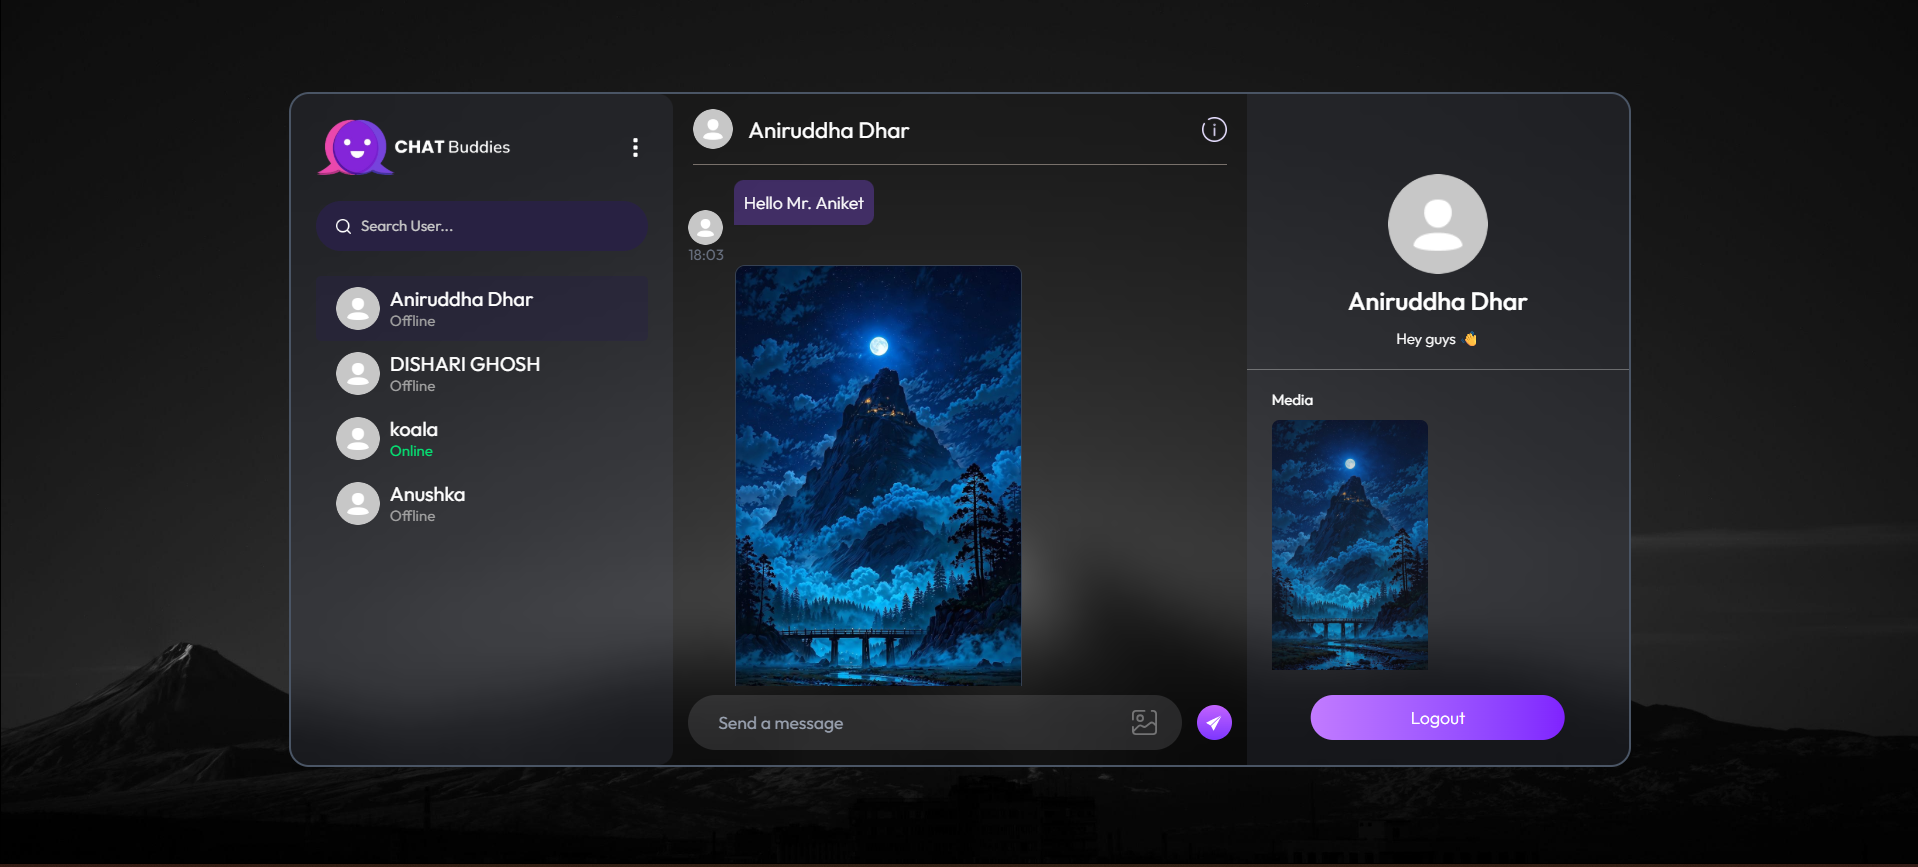 CHAT Buddies
Search User...
Aniruddha Dhar
Offline
DISHARI GHOSH
Offline
koala
Online
Anushka
Offline
Aniruddha Dhar
Hello Mr. Aniket
18:03
Send a message
Aniruddha Dhar
Hey guys 👋
Media
Logout